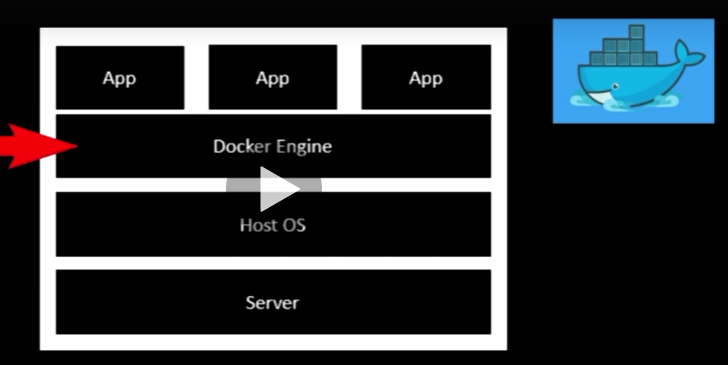 App App App
Docker Engine
Host OS
Server